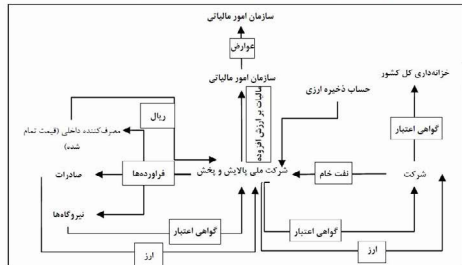 سازمان امور مالیاتی
عوارض
سازمان امور مالیاتی
خزانه‌داری کل کشور
ریال
مالیات بر ارزش افزوده
حساب ذخیره ارزی
گواهی اعتبار
مصرف‌کننده داخلی (قیمت تمام
شده)
صادرات
فراورده‌ها
شرکت ملی پالایش و پخش
نفت خام
شرکت
نیروگاه‌ها
گواهی اعتبار
گواهی اعتبار
ارز
ارز